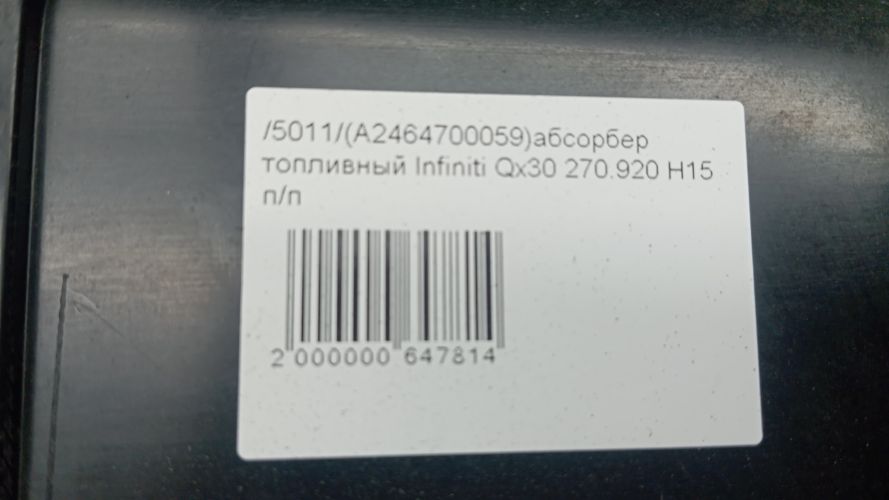 /5011/(A2464700059)абсорбер
топливный Infiniti Qx30 270.920 H15
п/п
2 000000 647814